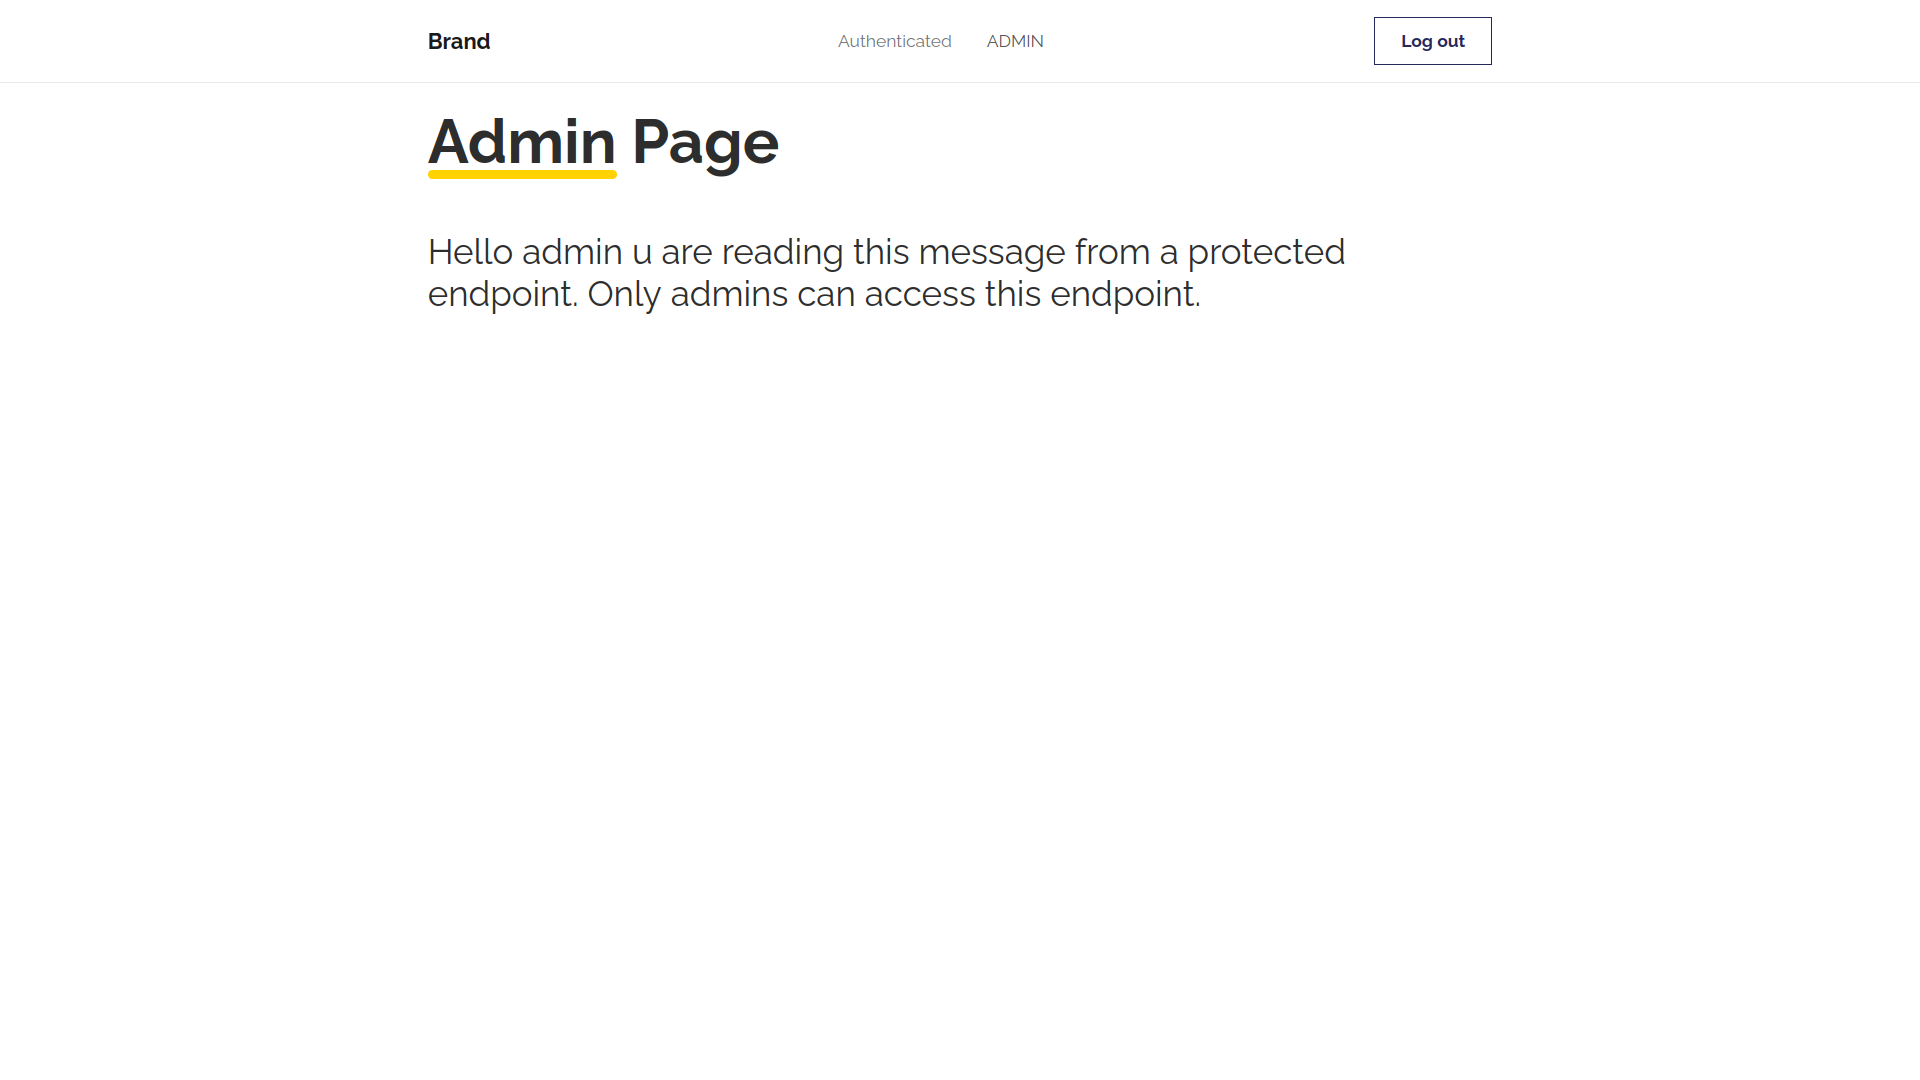 Brand
Authenticated
ADMIN
Log out
Admin Page
Hello admin u are reading this message from a protected
endpoint. Only admins can access this endpoint.